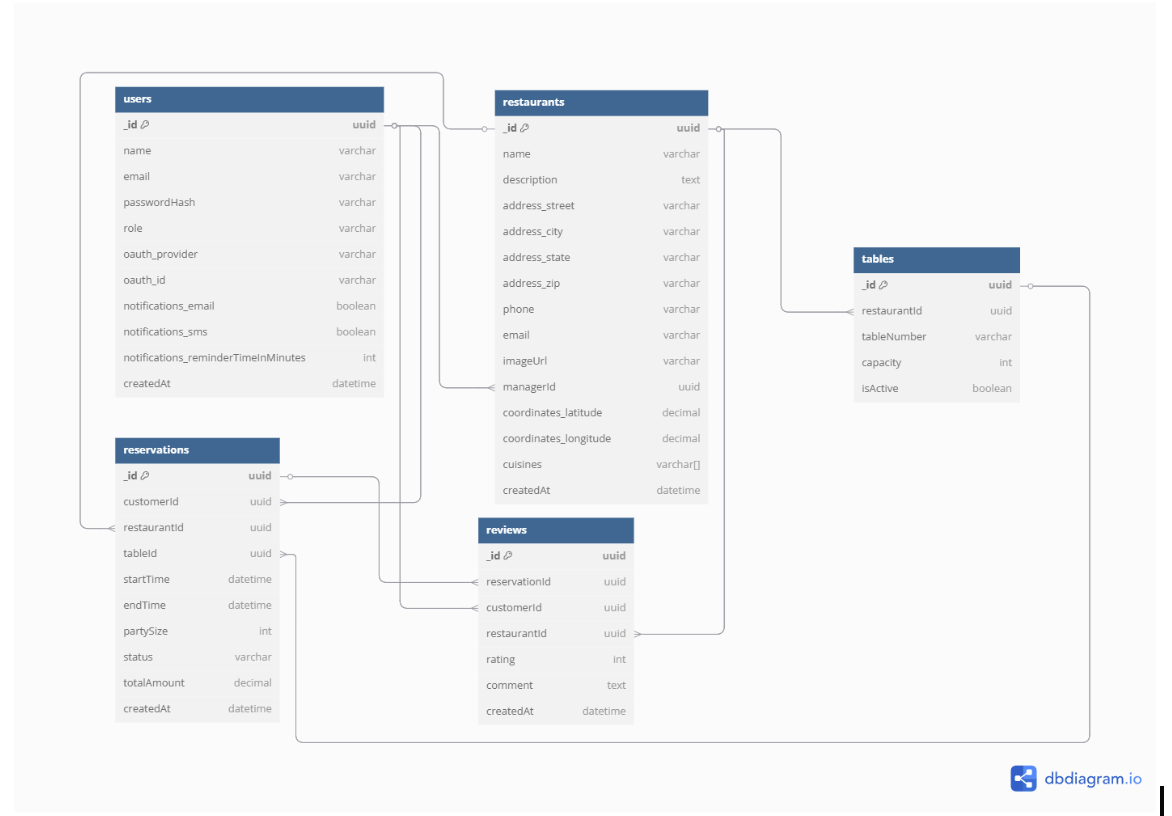 users
_id uuid
name varchar
email varchar
passwordHash varchar
role varchar
oauth_provider varchar
oauth_id varchar
notifications_email boolean
notifications_sms boolean
notifications_reminderTimeInMinutes int
createdAt datetime
restaurants
_id uuid
name varchar
description text
address_street varchar
address_city varchar
address_state varchar
address_zip varchar
phone varchar
email varchar
imageUrl varchar
managerId uuid
coordinates_latitude decimal
coordinates_longitude decimal
cuisines varchar[]
createdAt datetime
tables
_id uuid
restaurantId uuid
tableNumber varchar
capacity int
isActive boolean
reservations
_id uuid
customerId uuid
restaurantId uuid
tableId uuid
startTime datetime
endTime datetime
partySize int
status varchar
totalAmount decimal
createdAt datetime
reviews
_id uuid
reservationId uuid
customerId uuid
restaurantId uuid
rating int
comment text
createdAt datetime
dbdiagram.io